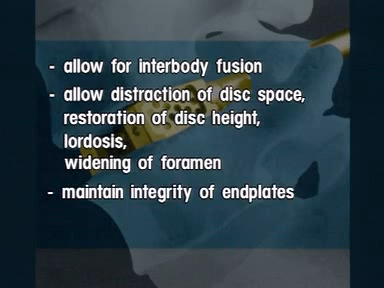 - allow for interbody fusion
- allow distraction of disc space,
restoration of disc height,
lordosis,
widening of foramen
- maintain integrity of endplates